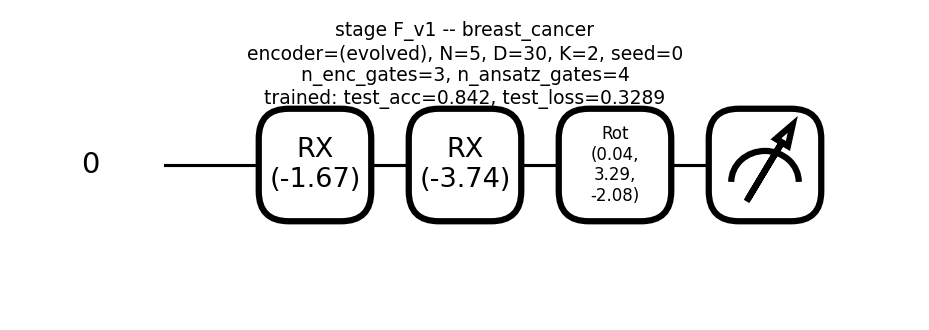 stage F_v1 -- breast_cancer
encoder=(evolved), N=5, D=30, K=2, seed=0
n_enc_gates=3, n_ansatz_gates=4
trained: test_acc=0.842, test_loss=0.3289
0
RX
(-1.67)
RX
(-3.74)
Rot
(0.04,
3.29,
-2.08)